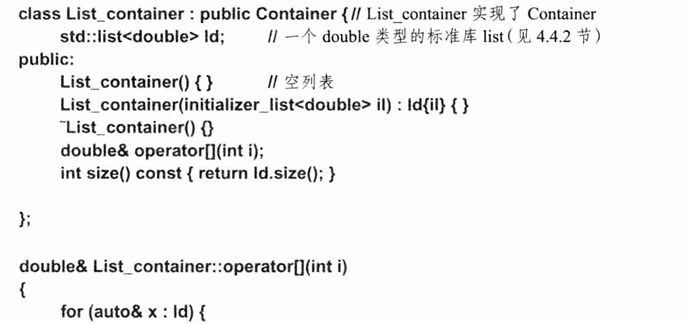 class List_container : public Container { // List_container 实现了 Container
std::list<double> ld; // 一个 double 类型的标准库 list（见 4.4.2 节）
public:
List_container() { } // 空列表
List_container(initializer_list<double> il) : ld{il} { }
~List_container() {}
double& operator[](int i);
int size() const { return ld.size(); }
};
double& List_container::operator[](int i)
{
for (auto& x : ld) {